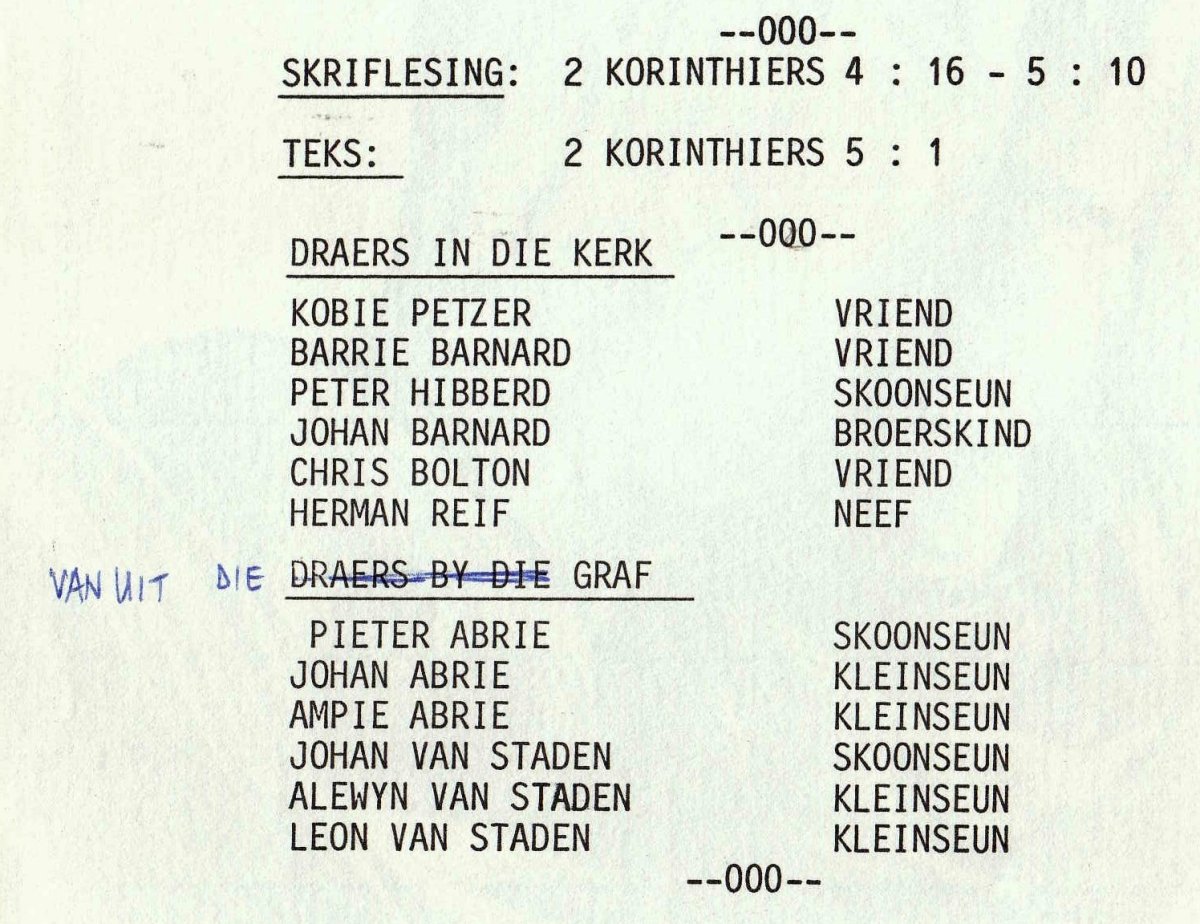 --000--
SKRIFLESING: 2 KORINTHIERS 4 : 16 - 5 : 10
TEKS: 2 KORINTHIERS 5 : 1
--000--
DRAERS IN DIE KERK
KOBIE PETZER VRIEND
BARRIE BARNARD VRIEND
PETER HIBBERD SKOONSEUN
JOHAN BARNARD BROERSKIND
CHRIS BOLTON VRIEND
HERMAN REIF NEEF
VANUIT DIE DRAERS BY DIE GRAF
PIETER ABRIE SKOONSEUN
JOHAN ABRIE KLEINSEUN
AMPIE ABRIE KLEINSEUN
JOHAN VAN STADEN SKOONSEUN
ALEWYN VAN STADEN KLEINSEUN
LEON VAN STADEN KLEINSEUN
--000--